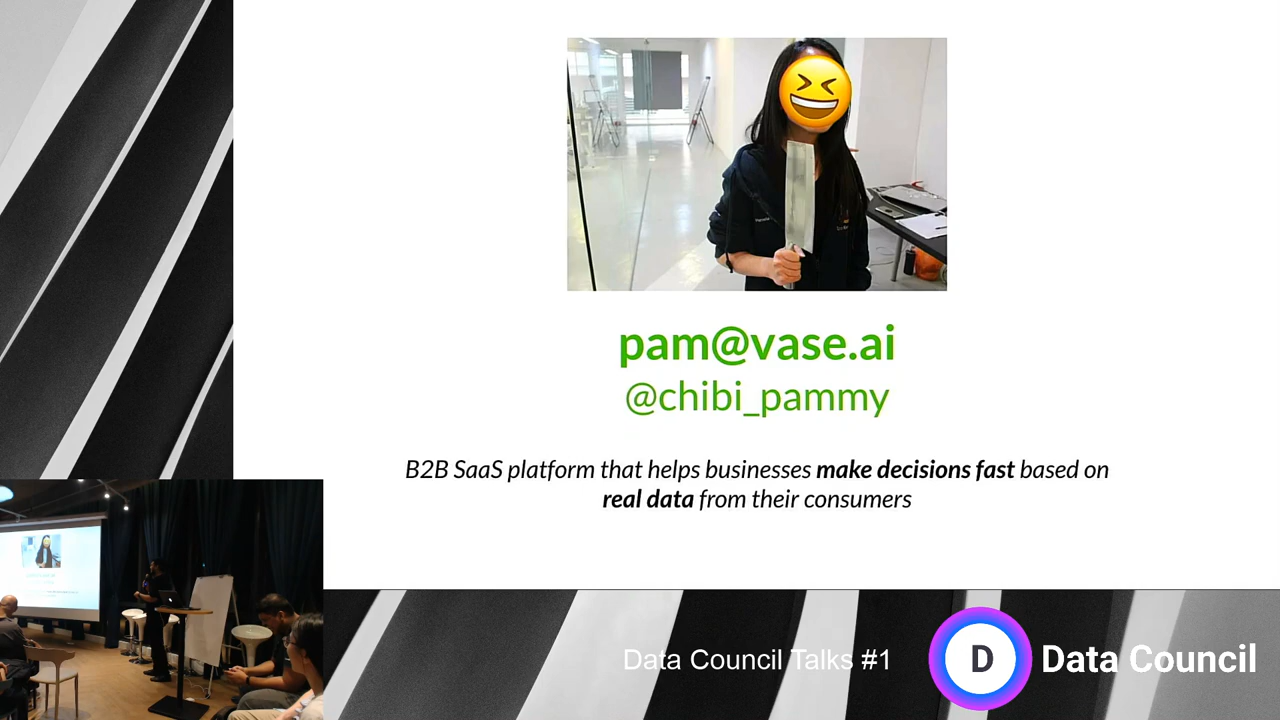 pam@vase.ai
@chibi_pammy
B2B SaaS platform that helps businesses make decisions fast based on
real data from their consumers
Data Council Talks #1
D
Data Council